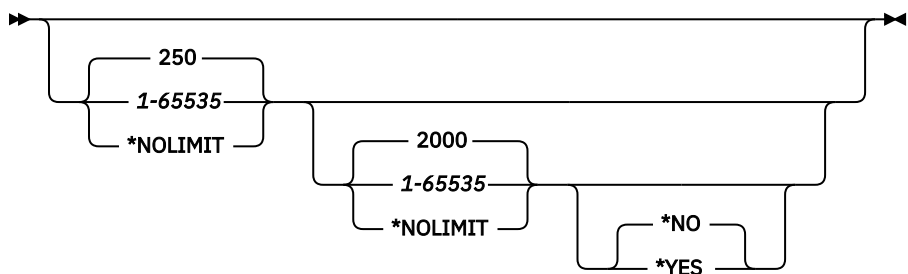 250
1-65535
*NOLIMIT
2000
1-65535
*NOLIMIT
*NO
*YES